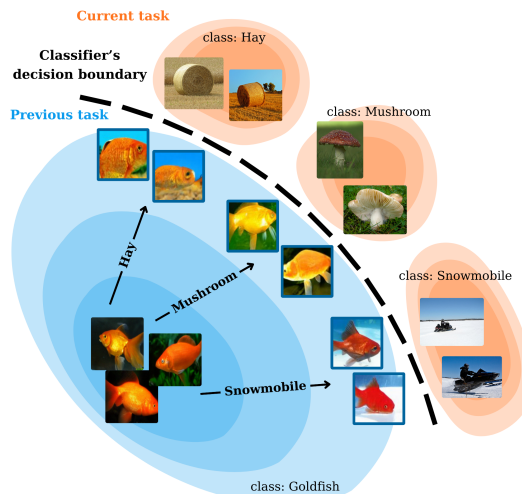 Current task
class: Hay
Classifier's
decision boundary
Previous task
class: Mushroom
Hay
Mushroom
class: Snowmobile
Snowmobile
class: Goldfish